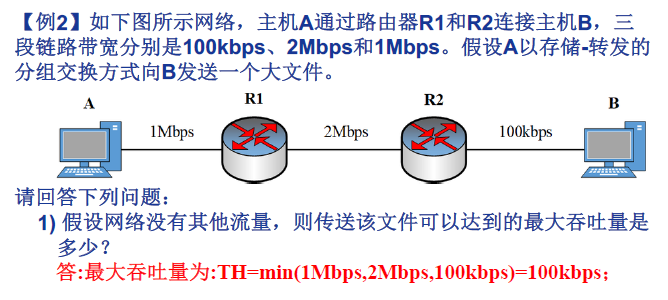 【例2】如下图所示网络，主机A通过路由器R1和R2连接主机B，三
段链路带宽分别是100kbps、2Mbps和1Mbps。假设A以存储-转发的
分组交换方式向B发送一个大文件。
A R1 R2 B
1Mbps 2Mbps 100kbps
请回答下列问题：
1) 假设网络没有其他流量，则传送该文件可以达到的最大吞吐量是
多少？
答:最大吞吐量为:TH=min(1Mbps,2Mbps,100kbps)=100kbps；